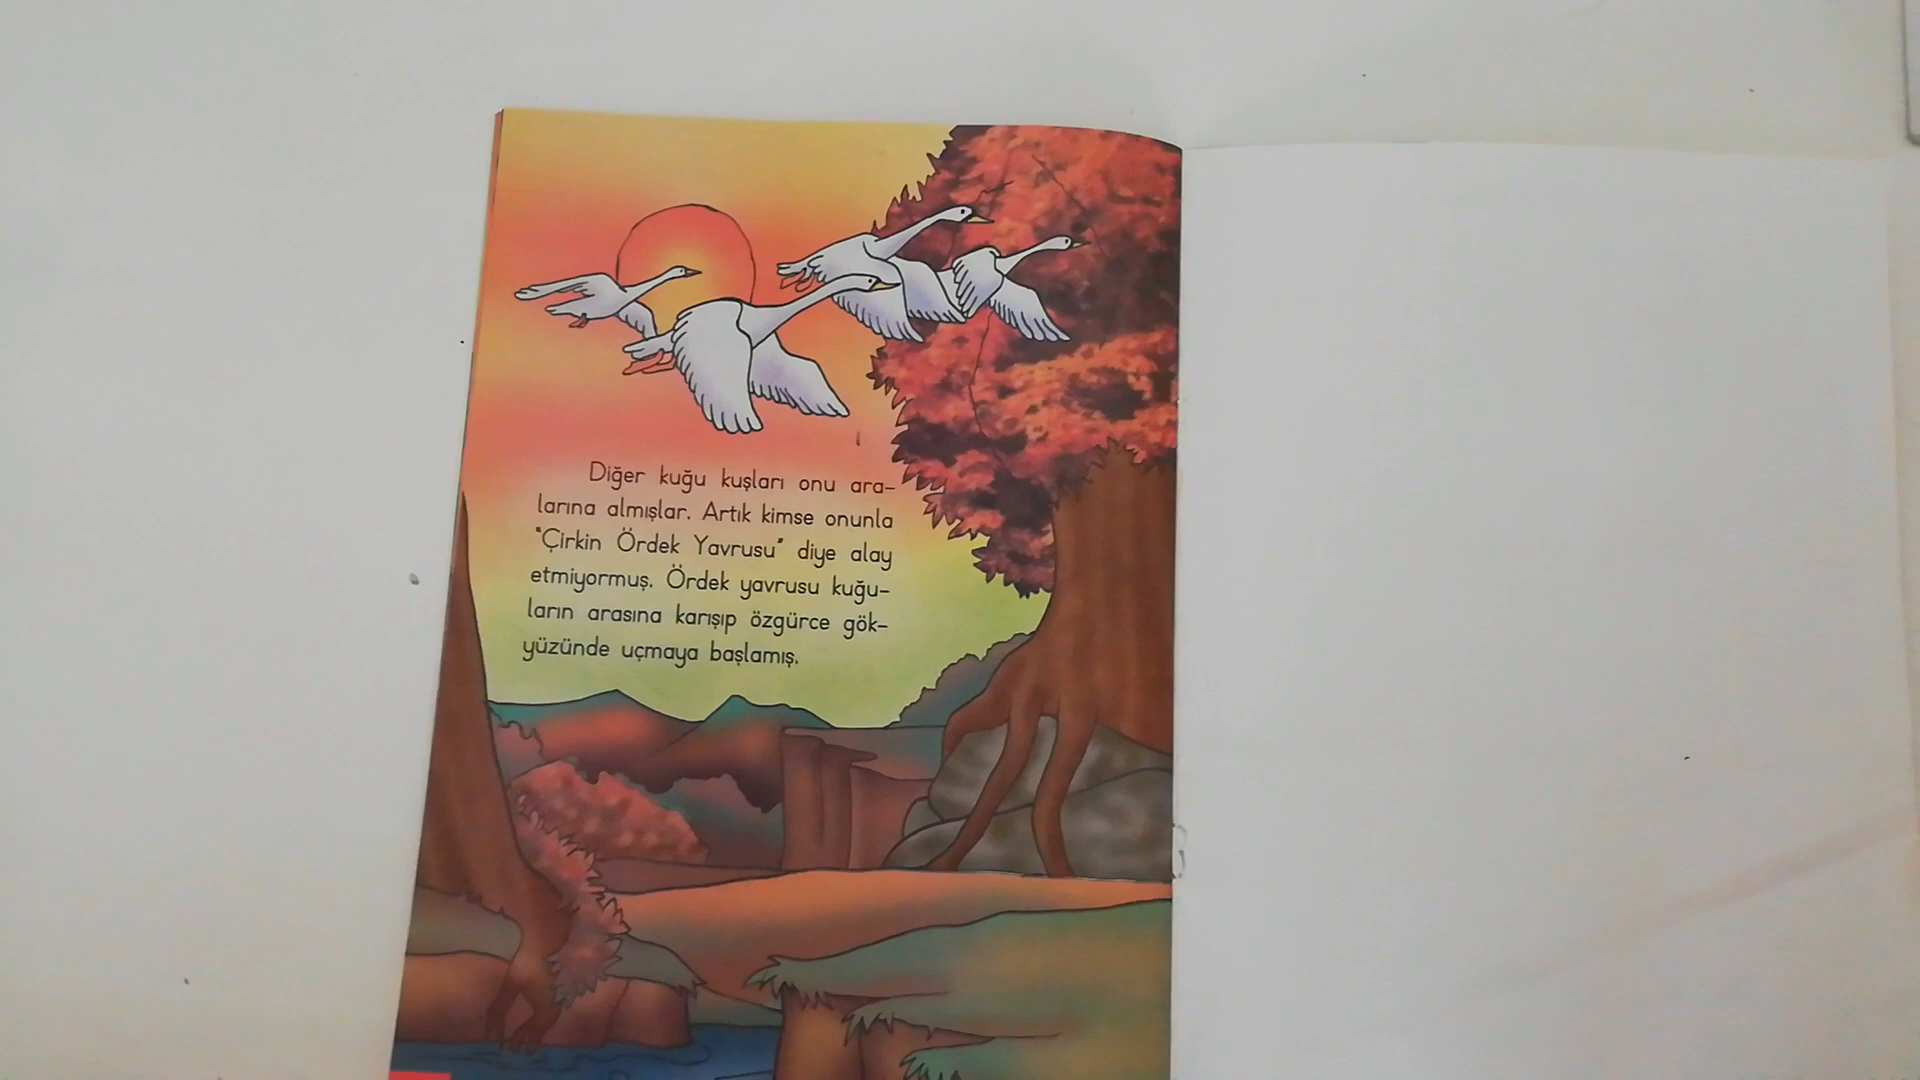 Diğer kuğu kuşları onu ara-
larına almışlar. Artık kimse onunla
"Çirkin Ördek Yavrusu" diye alay
etmiyormuş. Ördek yavrusu kuğu-
ların arasına karışıp özgürce gök-
yüzünde uçmaya başlamış.